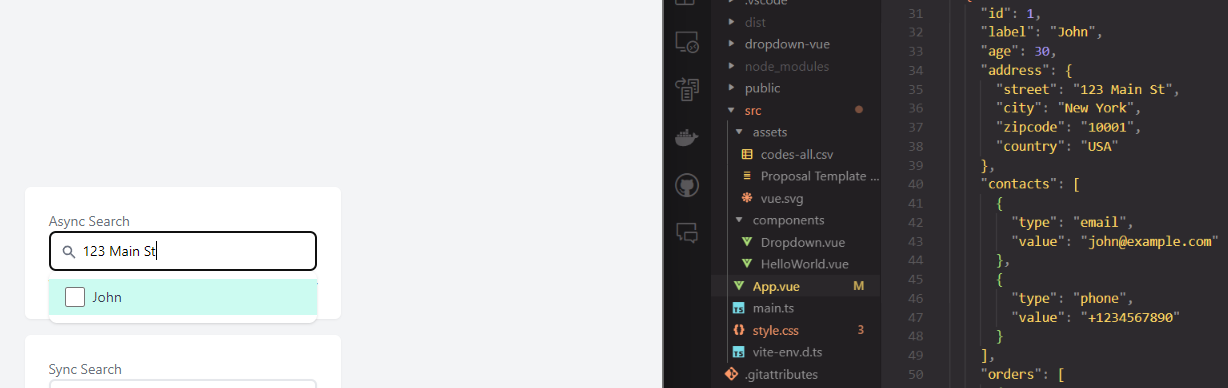 Async Search
123 Main St
John
Sync Search
.vscode
dist
dropdown-vue
node_modules
public
src
assets
codes-all.csv
Proposal Template ...
vue.svg
components
Dropdown.vue
HelloWorld.vue
App.vue M
main.ts
style.css 3
vite-env.d.ts
.gitattributes
31 "id": 1,
32 "label": "John",
33 "age": 30,
34 "address": {
35 "street": "123 Main St",
36 "city": "New York",
37 "zipcode": "10001",
38 "country": "USA"
39 },
40 "contacts": [
41 {
42 "type": "email",
43 "value": "john@example.com"
44 },
45 {
46 "type": "phone",
47 "value": "+1234567890"
48 }
49 ],
50 "orders": [